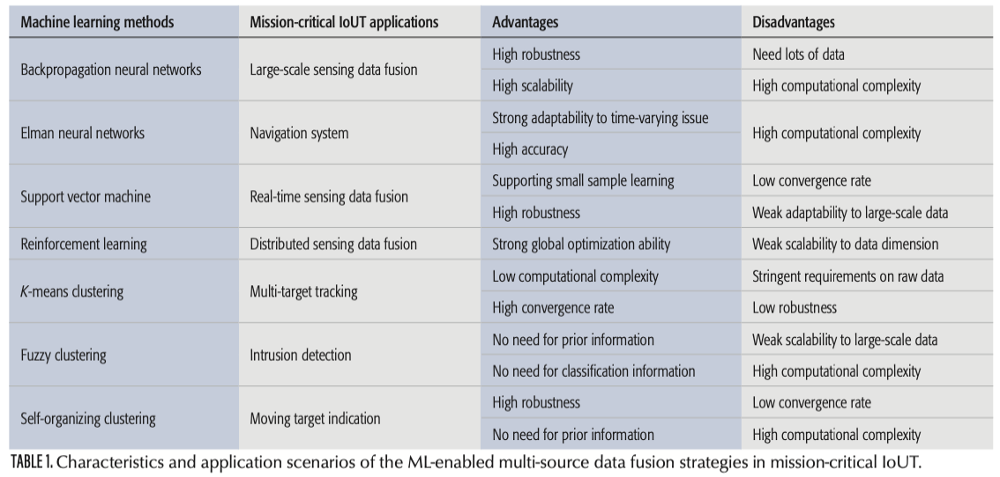 Machine learning methods Mission-critical IoUT applications Advantages Disadvantages
Backpropagation neural networks Large-scale sensing data fusion High robustness Need lots of data
High scalability High computational complexity
Elman neural networks Navigation system Strong adaptability to time-varying issue High computational complexity
High accuracy
Support vector machine Real-time sensing data fusion Supporting small sample learning Low convergence rate
High robustness Weak adaptability to large-scale data
Reinforcement learning Distributed sensing data fusion Strong global optimization ability Weak scalability to data dimension
K-means clustering Multi-target tracking Low computational complexity Stringent requirements on raw data
High convergence rate Low robustness
Fuzzy clustering Intrusion detection No need for prior information Weak scalability to large-scale data
No need for classification information High computational complexity
Self-organizing clustering Moving target indication High robustness Low convergence rate
No need for prior information High computational complexity
TABLE 1. Characteristics and application scenarios of the ML-enabled multi-source data fusion strategies in mission-critical IoUT.